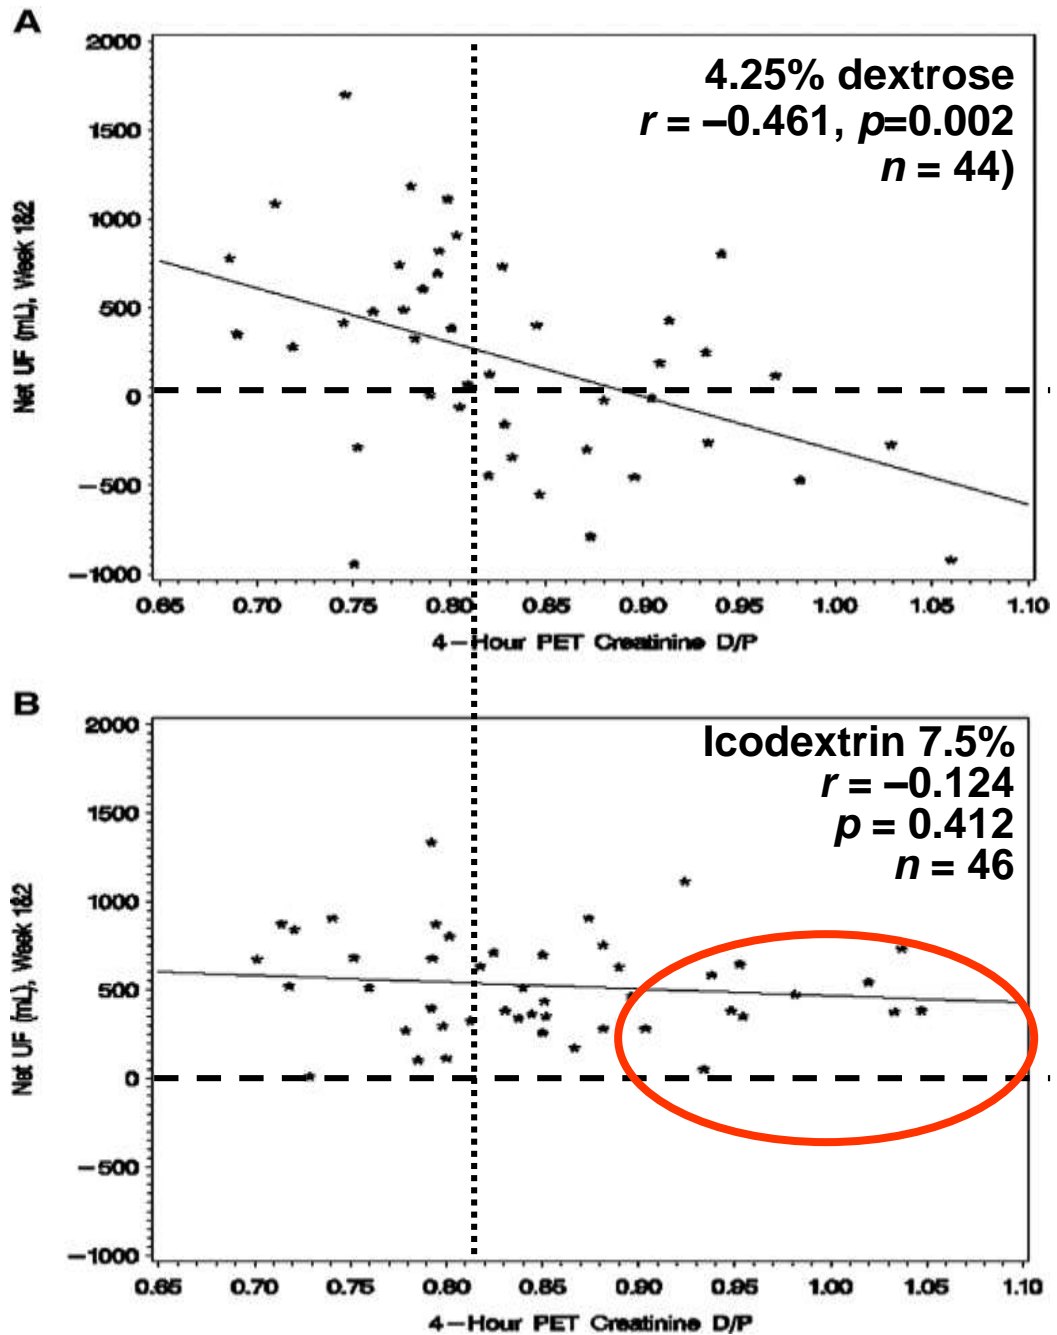 A
4.25% dextrose
r = –0.461, p=0.002
n = 44)
Net UF (mL), Week 1&2
2000
1500
1000
500
0
−500
−1000
0.65 0.70 0.75 0.80 0.85 0.90 0.95 1.00 1.05 1.10
4−Hour PET Creatinine D/P
B
Icodextrin 7.5%
r = –0.124
p = 0.412
n = 46
Net UF (mL), Week 1&2
2000
1500
1000
500
0
−500
−1000
0.65 0.70 0.75 0.80 0.85 0.90 0.95 1.00 1.05 1.10
4−Hour PET Creatinine D/P